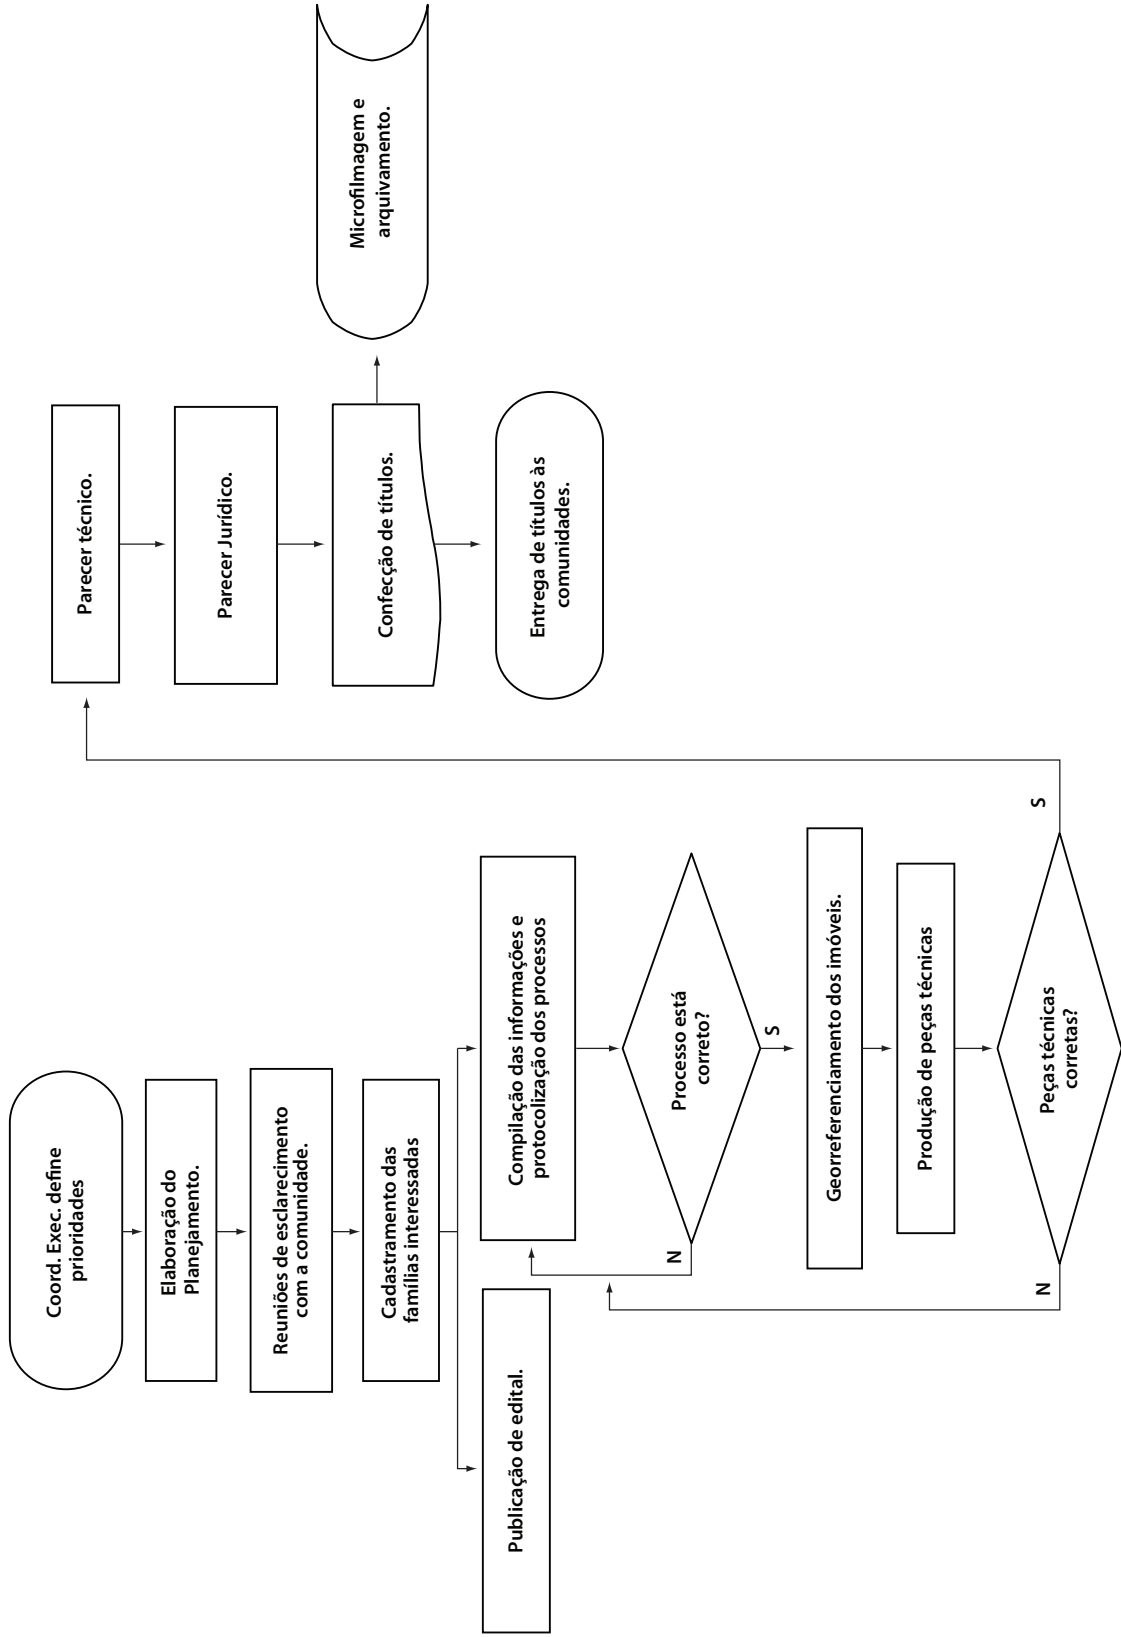 Coord. Exec. define
prioridades
Elaboração do
Planejamento.
Reuniões de esclarecimento
com a comunidade.
Cadastramento das
famílias interessadas
Publicação de edital.
Compilação das informações e
protocolização dos processos
Processo está
correto?
N
S
Georreferenciamento dos imóveis.
Produção de peças técnicas
Peças técnicas
corretas?
N
S
Parecer técnico.
Parecer Jurídico.
Confecção de títulos.
Entrega de títulos às
comunidades.
Microfilmagem e
arquivamento.